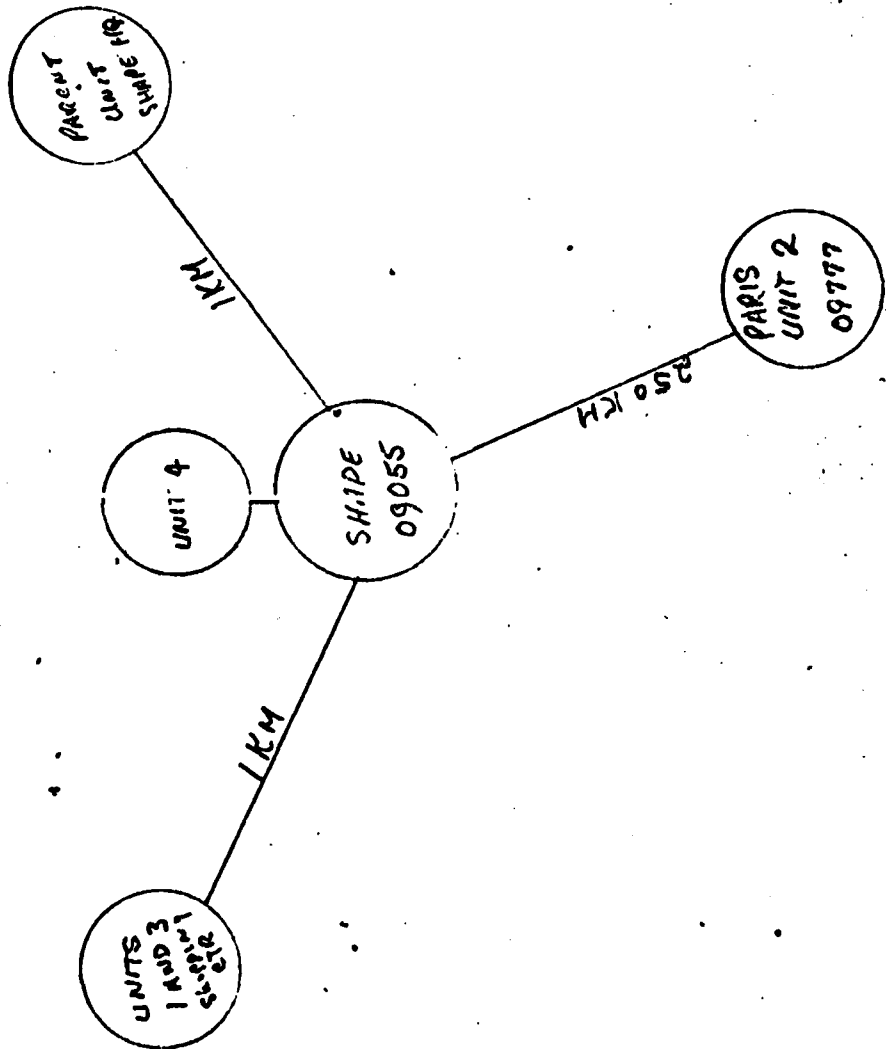 PARENT
UNIT
SHAPE HQ
1KM
UNIT 4
SHAPE
09055
250 KM
PARIS
UNIT 2
09777
1KM
UNITS
1 AND 3